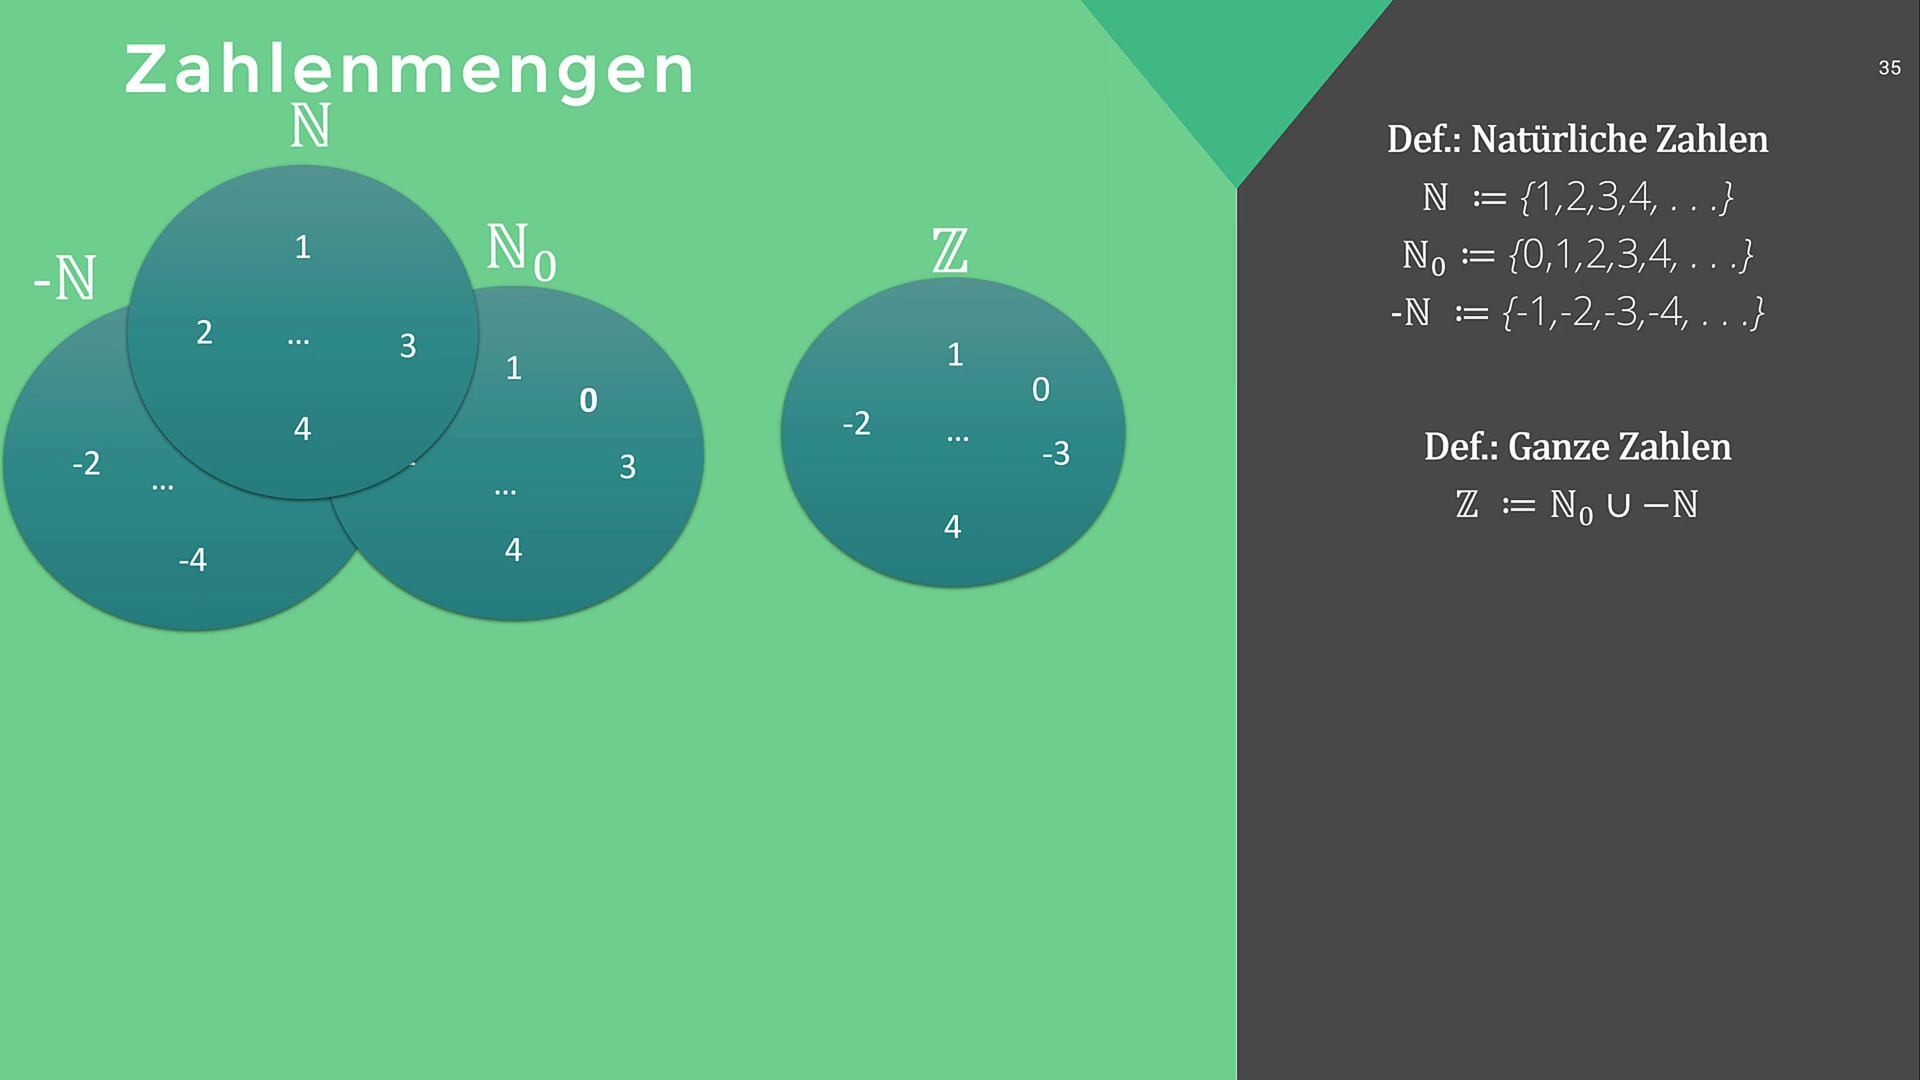 Zahlenmengen
35
ℕ
1
2 ... 3
4
-ℕ
-2
...
-4
ℕ₀
1
0
3
...
4
ℤ
1
0
-2 ... -3
4
Def.: Natürliche Zahlen
ℕ ≔ {1,2,3,4, . . .}
ℕ₀ ≔ {0,1,2,3,4, . . .}
-ℕ ≔ {-1,-2,-3,-4, . . .}
Def.: Ganze Zahlen
ℤ ≔ ℕ₀ ∪ −ℕ